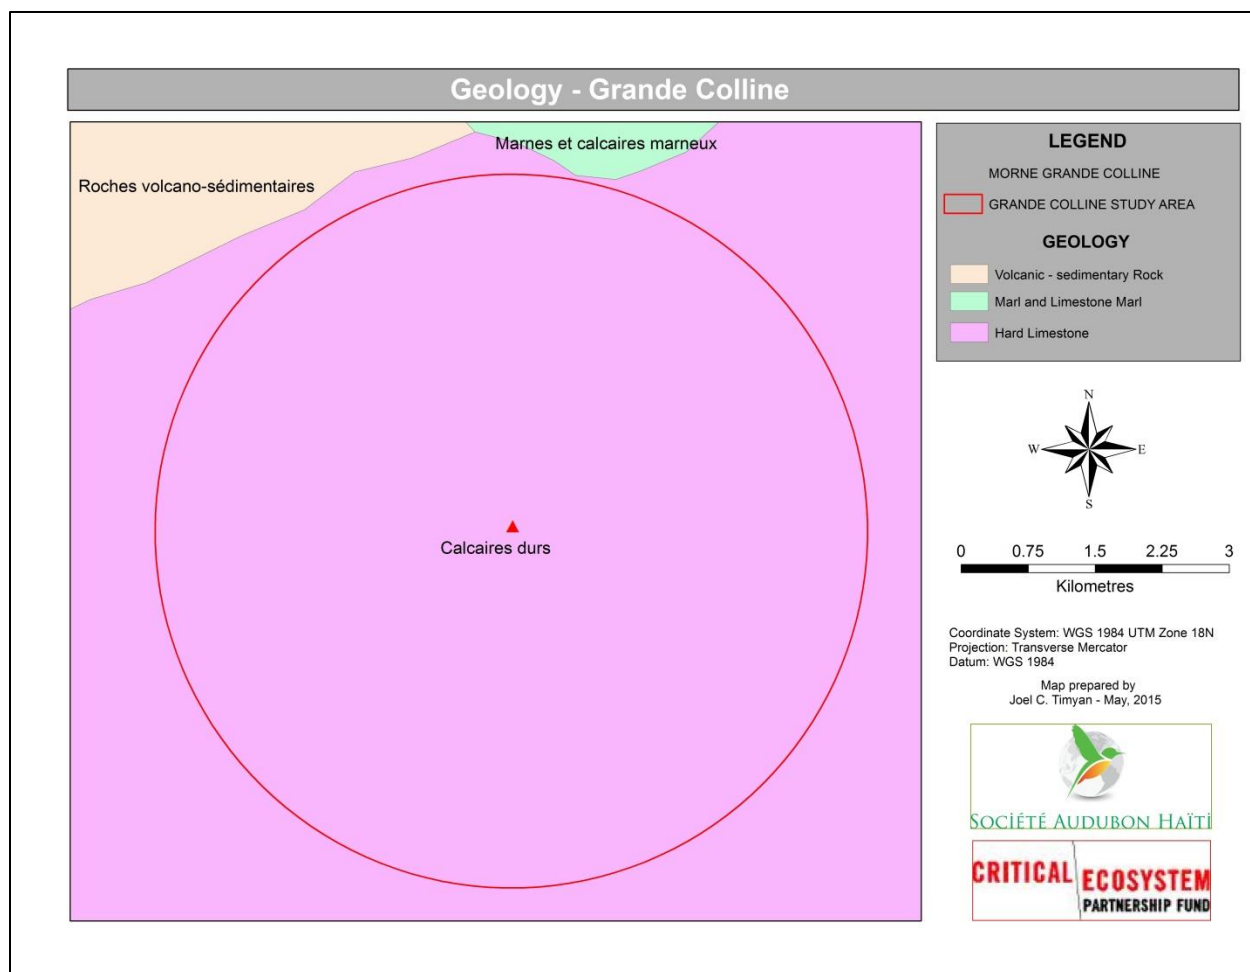 Geology - Grande Colline
Marnes et calcaires marneux
Roches volcano-sédimentaires
Calcaires durs
LEGEND
MORNE GRANDE COLLINE
GRANDE COLLINE STUDY AREA
GEOLOGY
Volcanic - sedimentary Rock
Marl and Limestone Marl
Hard Limestone
N
W E
S
0 0.75 1.5 2.25 3
Kilometres
Coordinate System: WGS 1984 UTM Zone 18N
Projection: Transverse Mercator
Datum: WGS 1984
Map prepared by
Joel C. Timyan - May, 2015
SOCIÉTÉ AUDUBON HAÏTI
CRITICAL ECOSYSTEM
PARTNERSHIP FUND